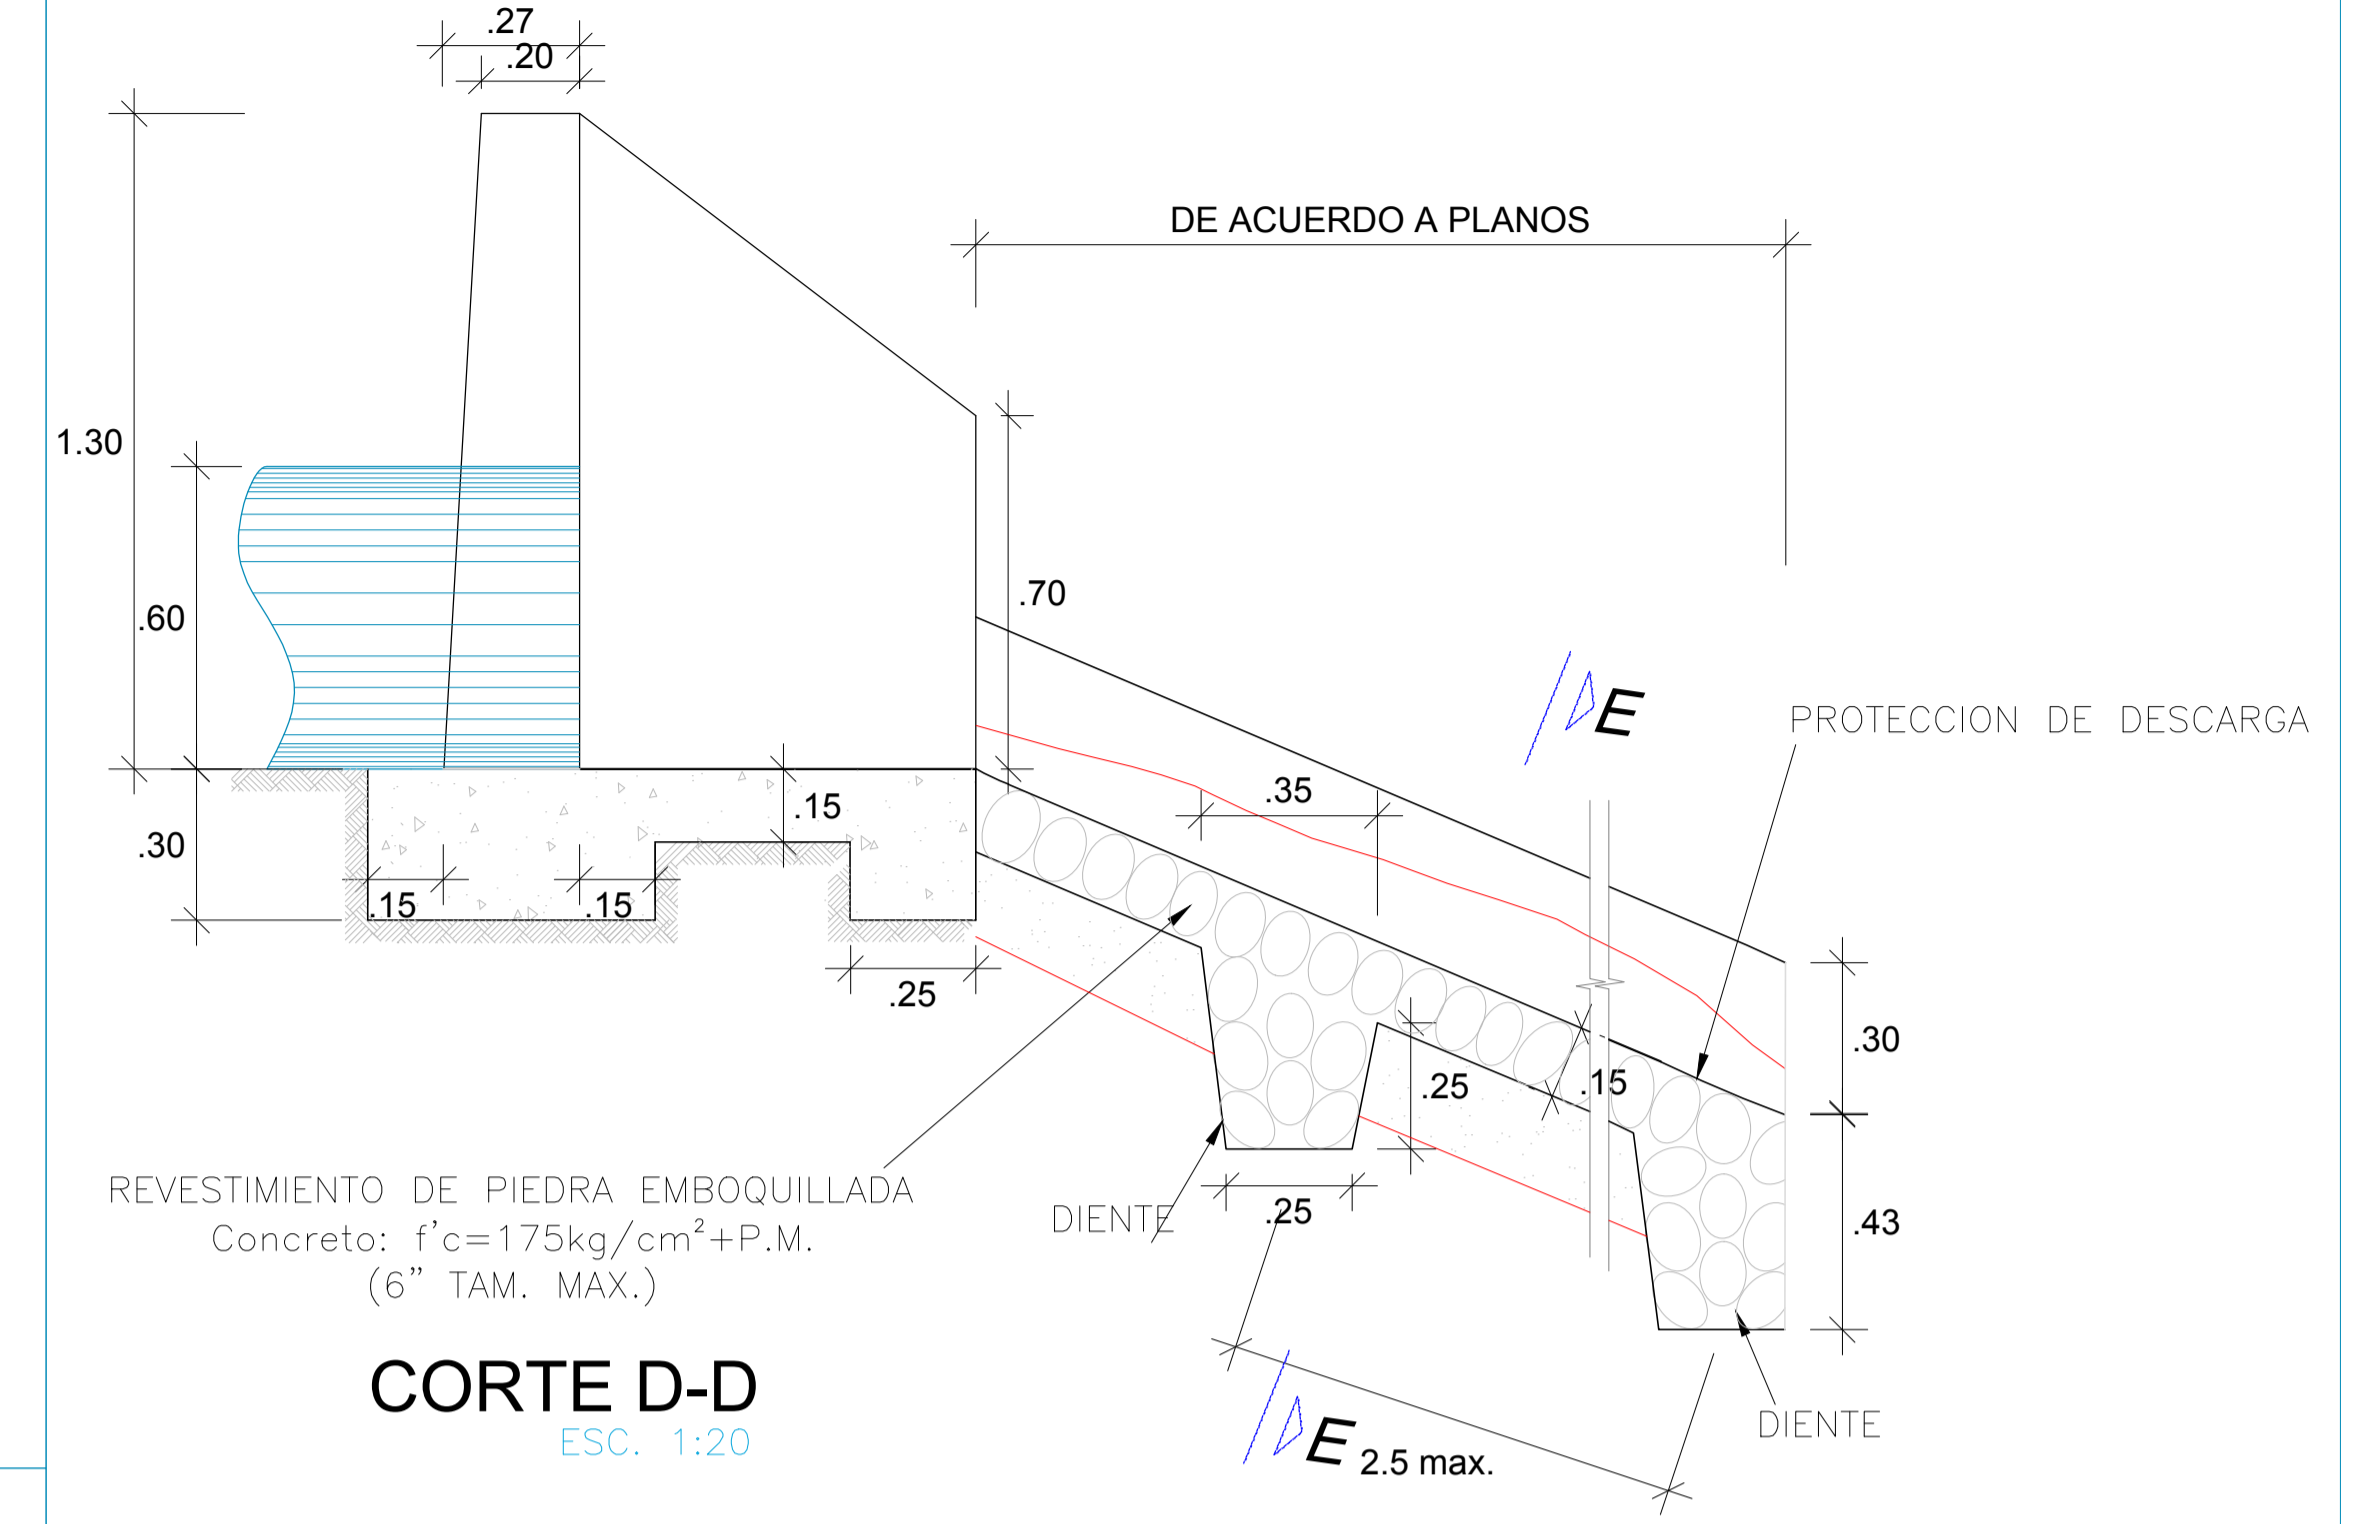 .27
.20
DE ACUERDO A PLANOS
1.30
.60
.70
E
PROTECCION DE DESCARGA
.35
.15
.30
.15
.15
.25
.30
.25
.15
REVESTIMIENTO DE PIEDRA EMBOQUILLADA
Concreto: f'c=175kg/cm²+P.M.
(6" TAM. MAX.)
DIENTE
.25
.43
CORTE D-D
ESC. 1:20
E
2.5 max.
DIENTE